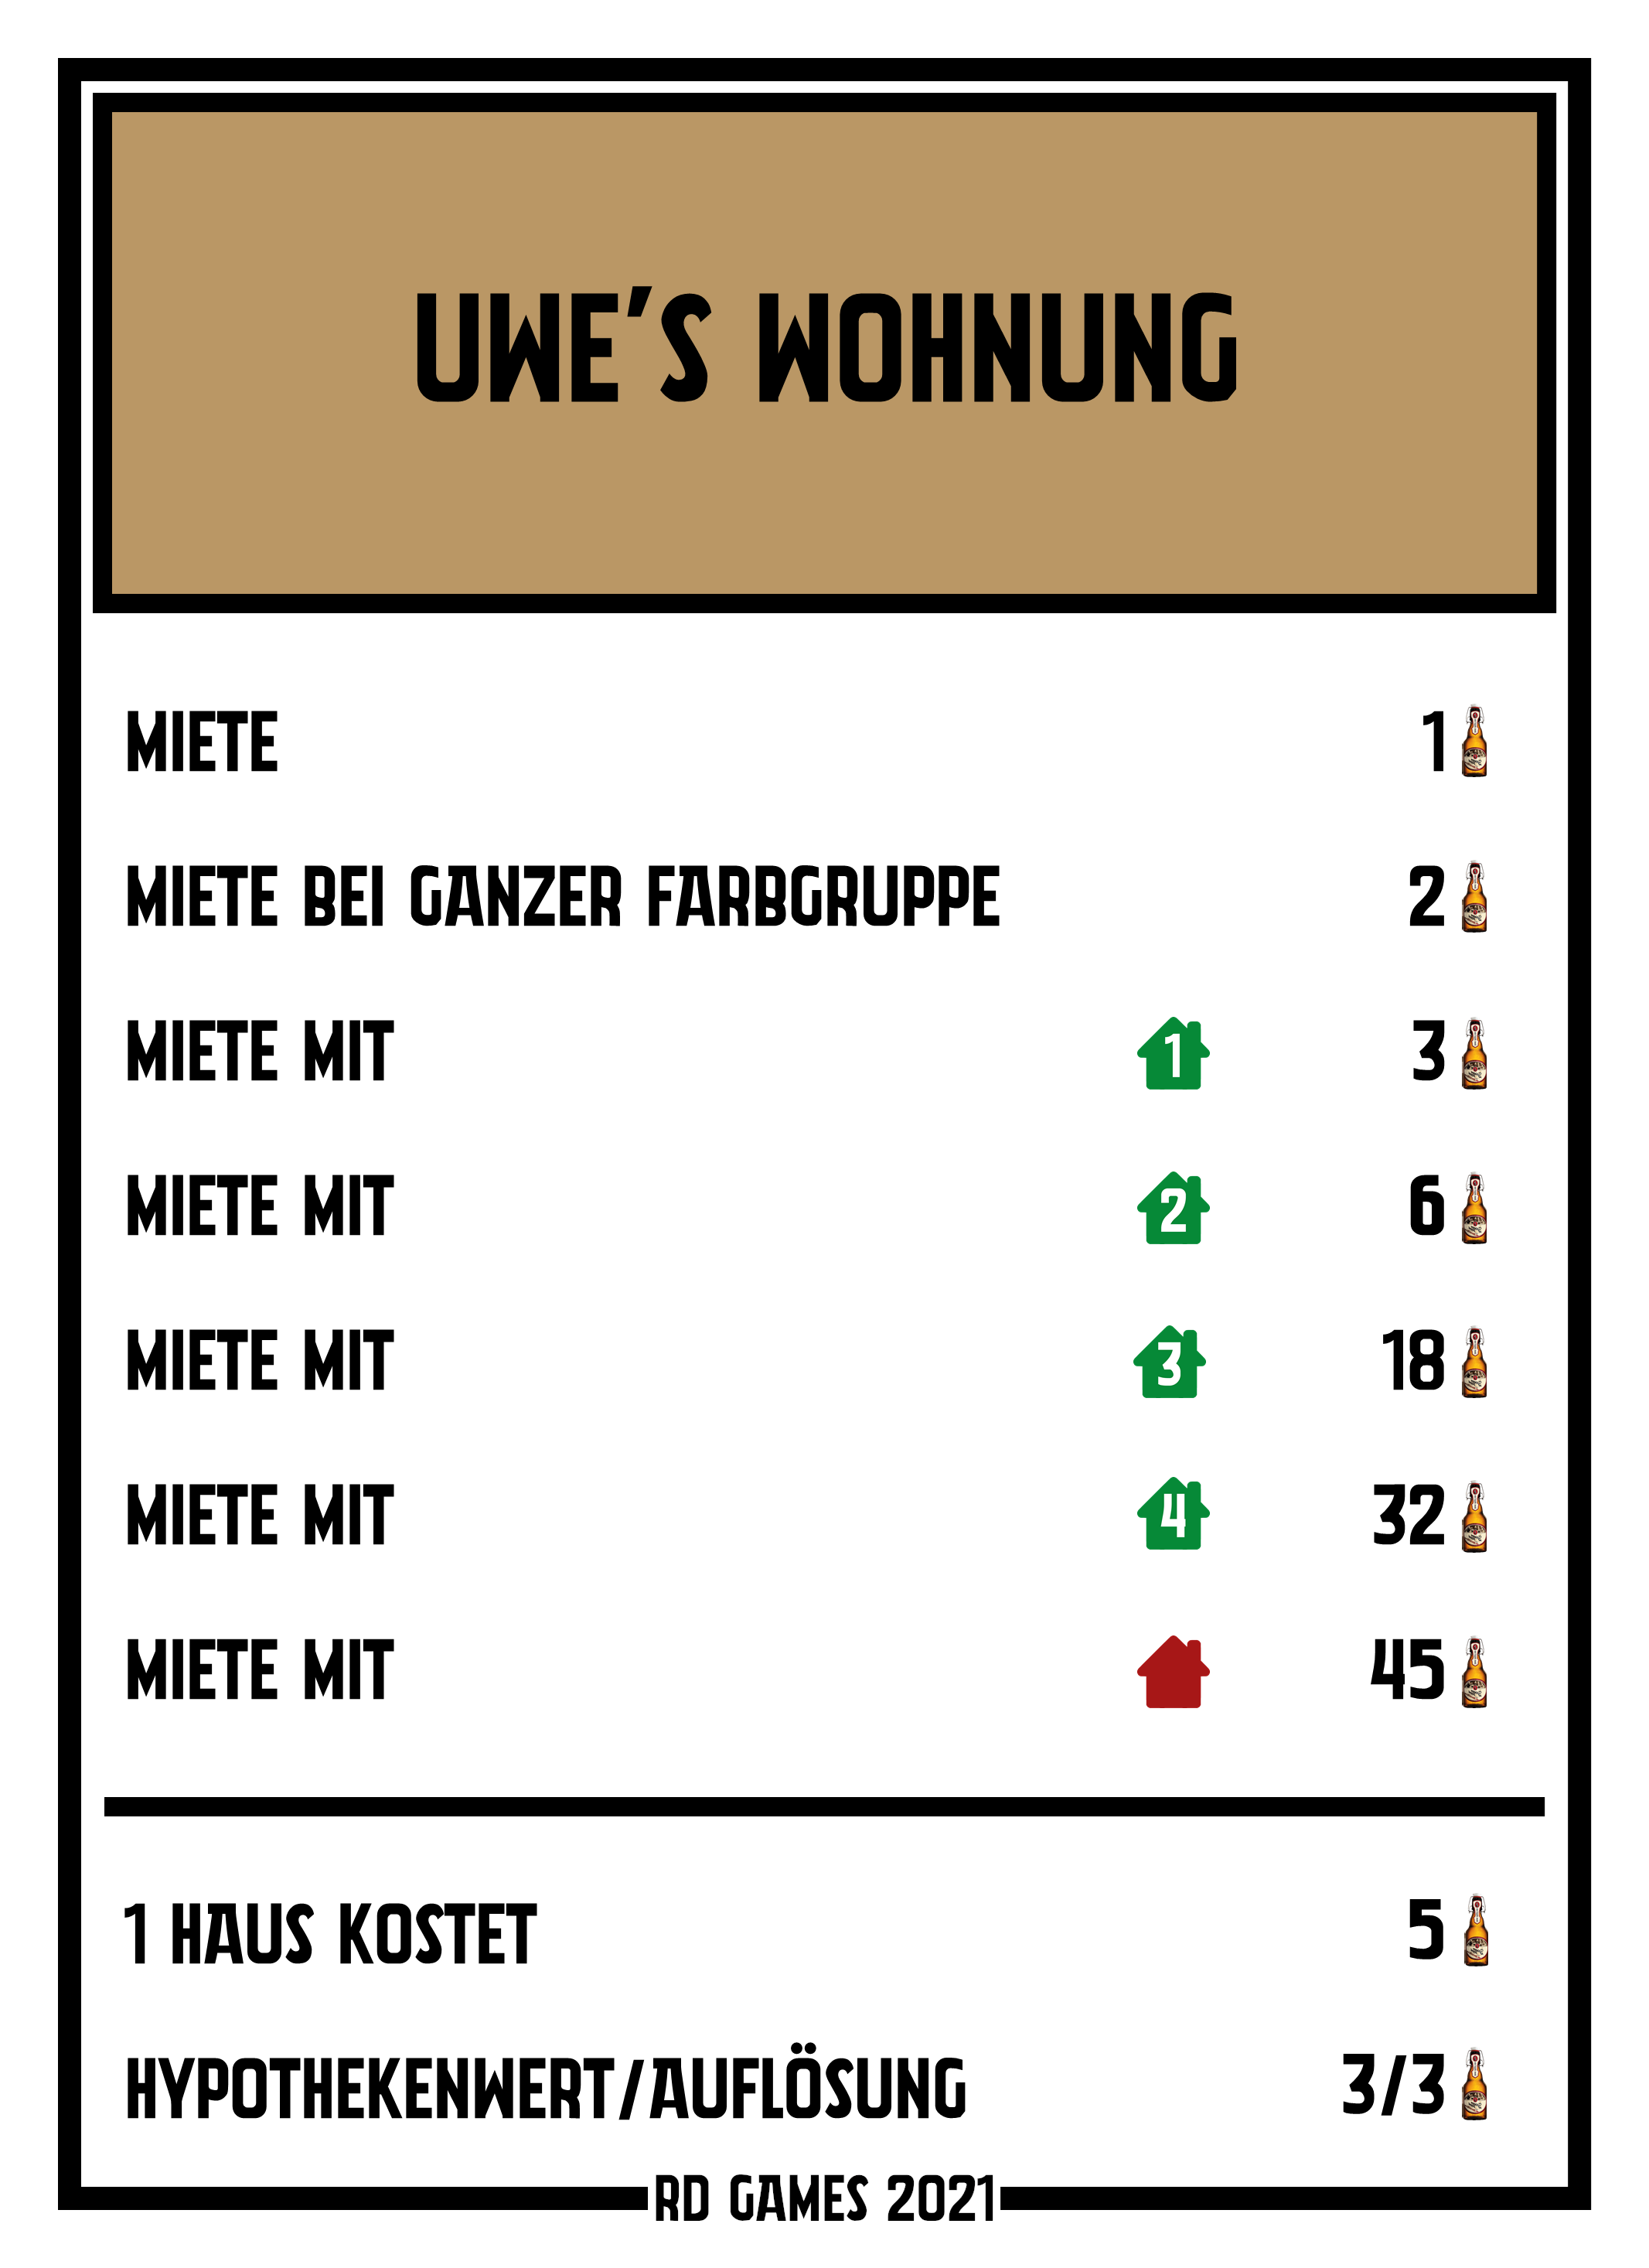 UWE'S WOHNUNG
MIETE 1
MIETE BEI GANZER FARBGRUPPE 2
MIETE MIT 1 3
MIETE MIT 2 6
MIETE MIT 3 18
MIETE MIT 4 32
MIETE MIT 45
1 HAUS KOSTET 5
HYPOTHEKENWERT/AUFLÖSUNG 3/3
RD GAMES 2021